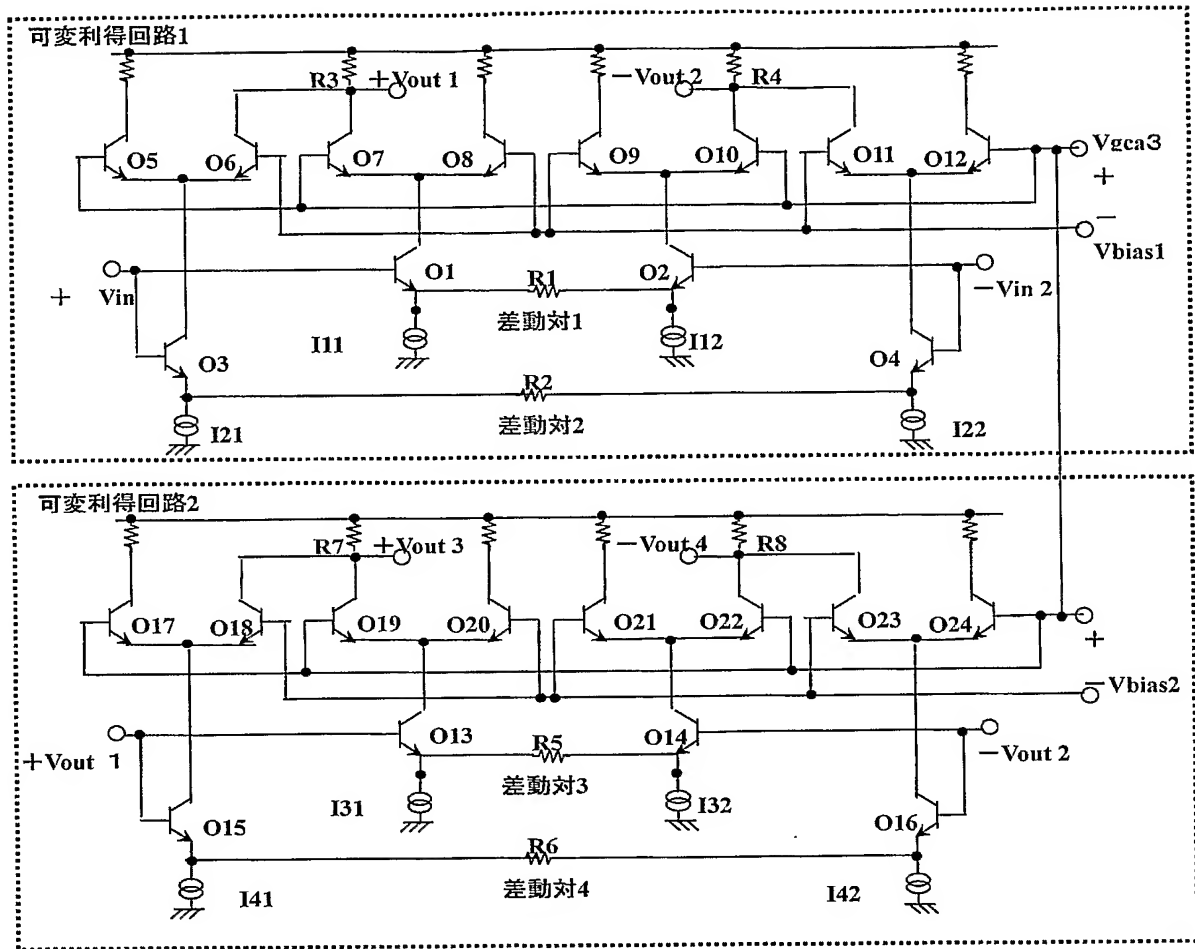 可変利得回路1
R3
+Vout 1
−Vout 2
R4
O5
O6
O7
O8
O9
O10
O11
O12
Vgca3
+
−
Vbias1
+
Vin
O1
R1
O2
−Vin 2
差動対1
I11
I12
O3
O4
R2
差動対2
I21
I22
可変利得回路2
R7
+Vout 3
−Vout 4
R8
O17
O18
O19
O20
O21
O22
O23
O24
+
−Vbias2
+Vout 1
O13
R5
O14
−Vout 2
差動対3
I31
I32
O15
O16
R6
差動対4
I41
I42